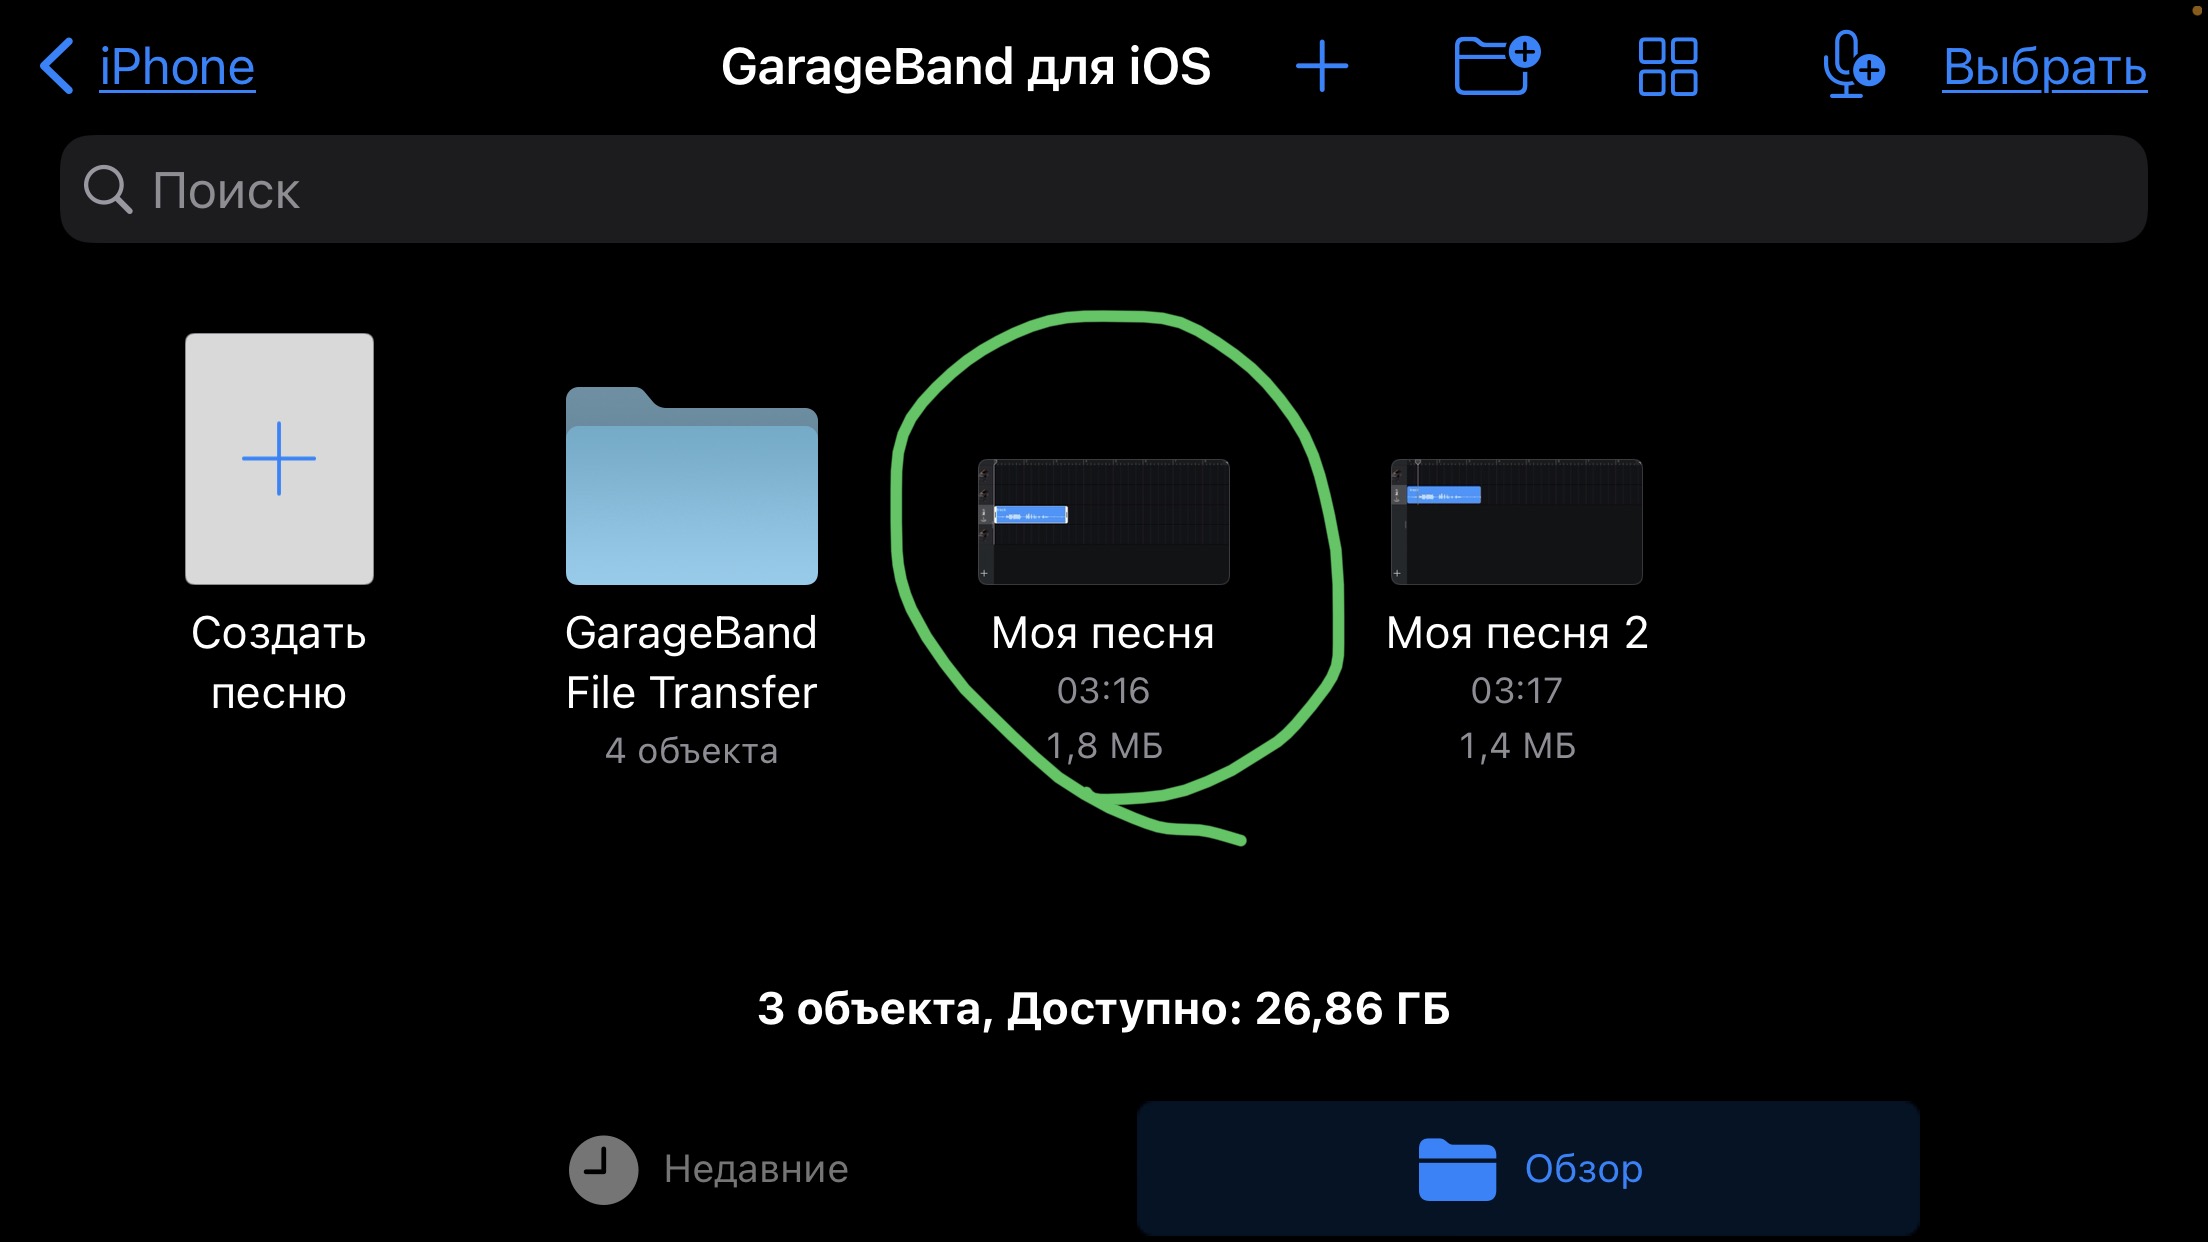 iPhone
GarageBand для iOS
Выбрать
Поиск
Создать
песню
GarageBand
File Transfer
4 объекта
Моя песня
03:16
1,8 МБ
Моя песня 2
03:17
1,4 МБ
3 объекта, Доступно: 26,86 ГБ
Недавние
Обзор